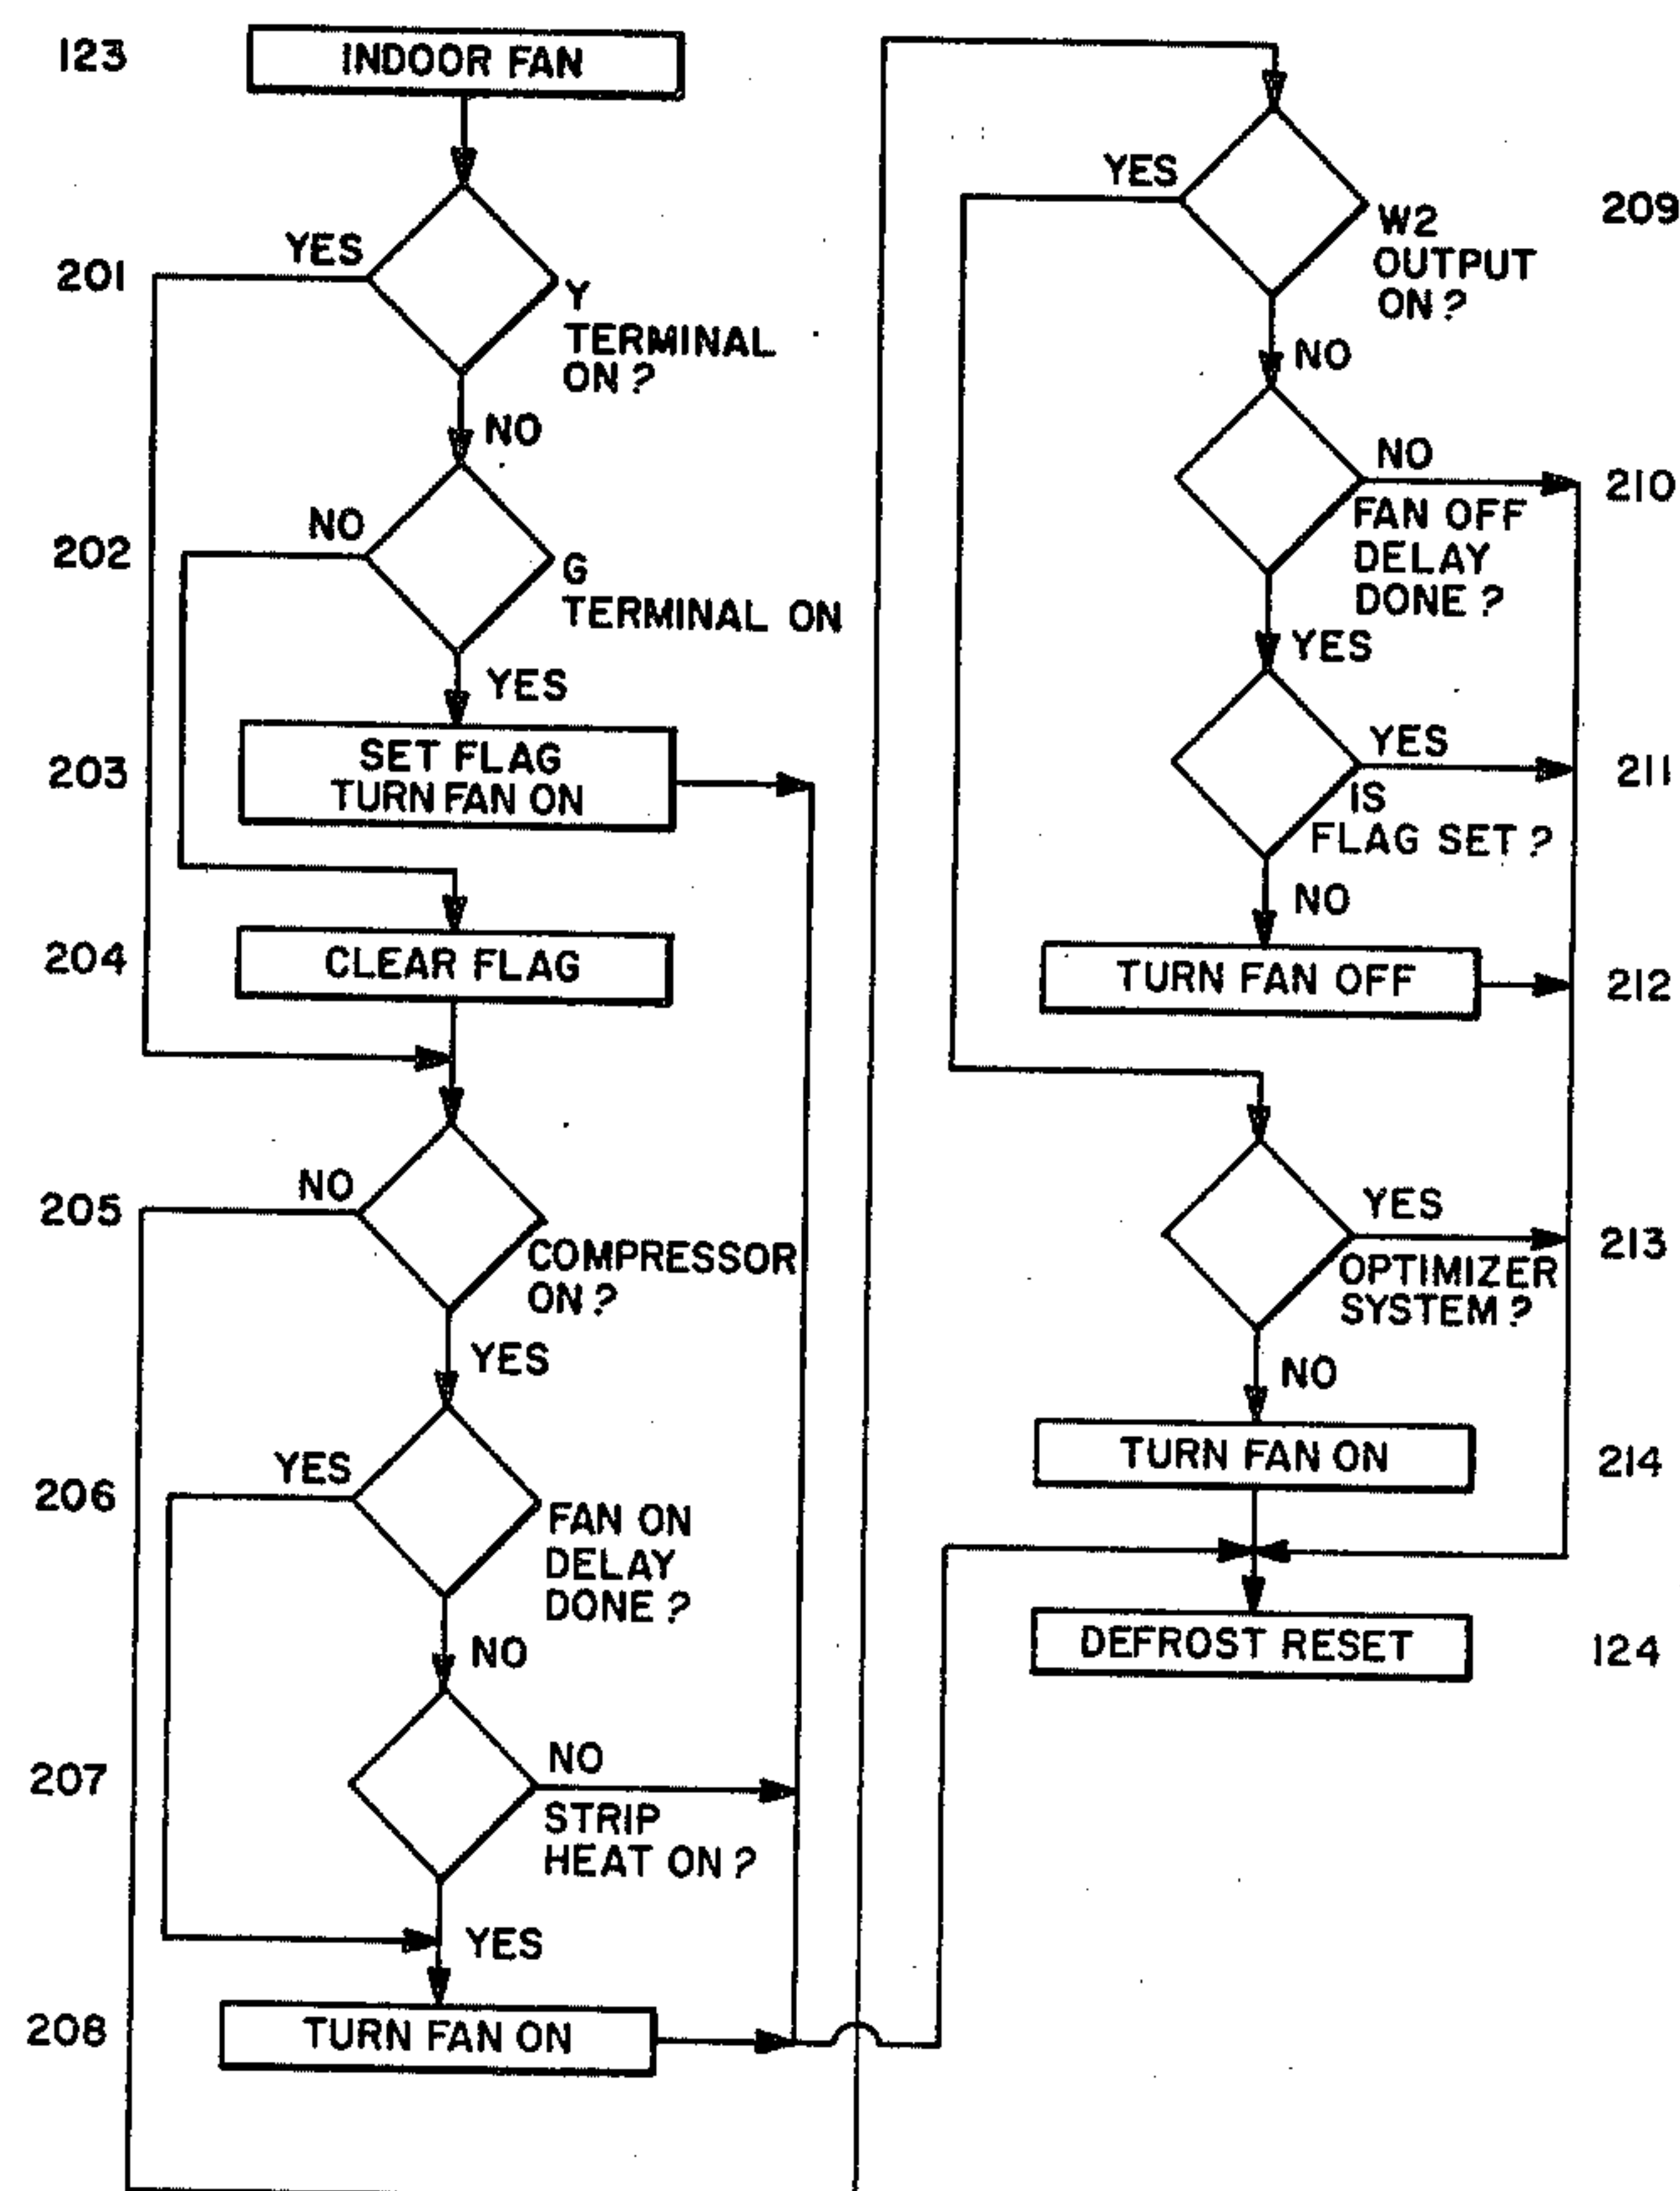 123
INDOOR FAN
201
YES
Y
TERMINAL
ON ?
NO
202
NO
G
TERMINAL ON
YES
203
SET FLAG
TURN FAN ON
204
CLEAR FLAG
205
NO
COMPRESSOR
ON ?
YES
206
YES
FAN ON
DELAY
DONE ?
NO
207
NO
STRIP
HEAT ON ?
YES
208
TURN FAN ON
YES
W2
OUTPUT
ON ?
209
NO
NO
FAN OFF
DELAY
DONE ?
210
YES
YES
IS
FLAG SET ?
211
NO
TURN FAN OFF
212
YES
OPTIMIZER
SYSTEM ?
213
NO
TURN FAN ON
214
DEFROST RESET
124